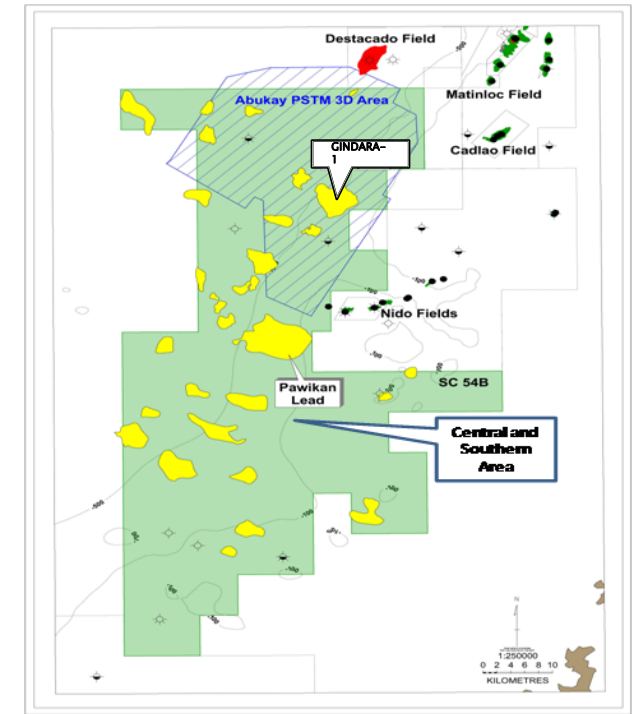 Destacado Field
Matinloc Field
Abukay PSTM 3D Area
GINDARA-
1
Cadlao Field
Nido Fields
SC 54B
Pawikan
Lead
Central and
Southern
Area
N
1:250000
0 2 4 6 8 10
KILOMETRES